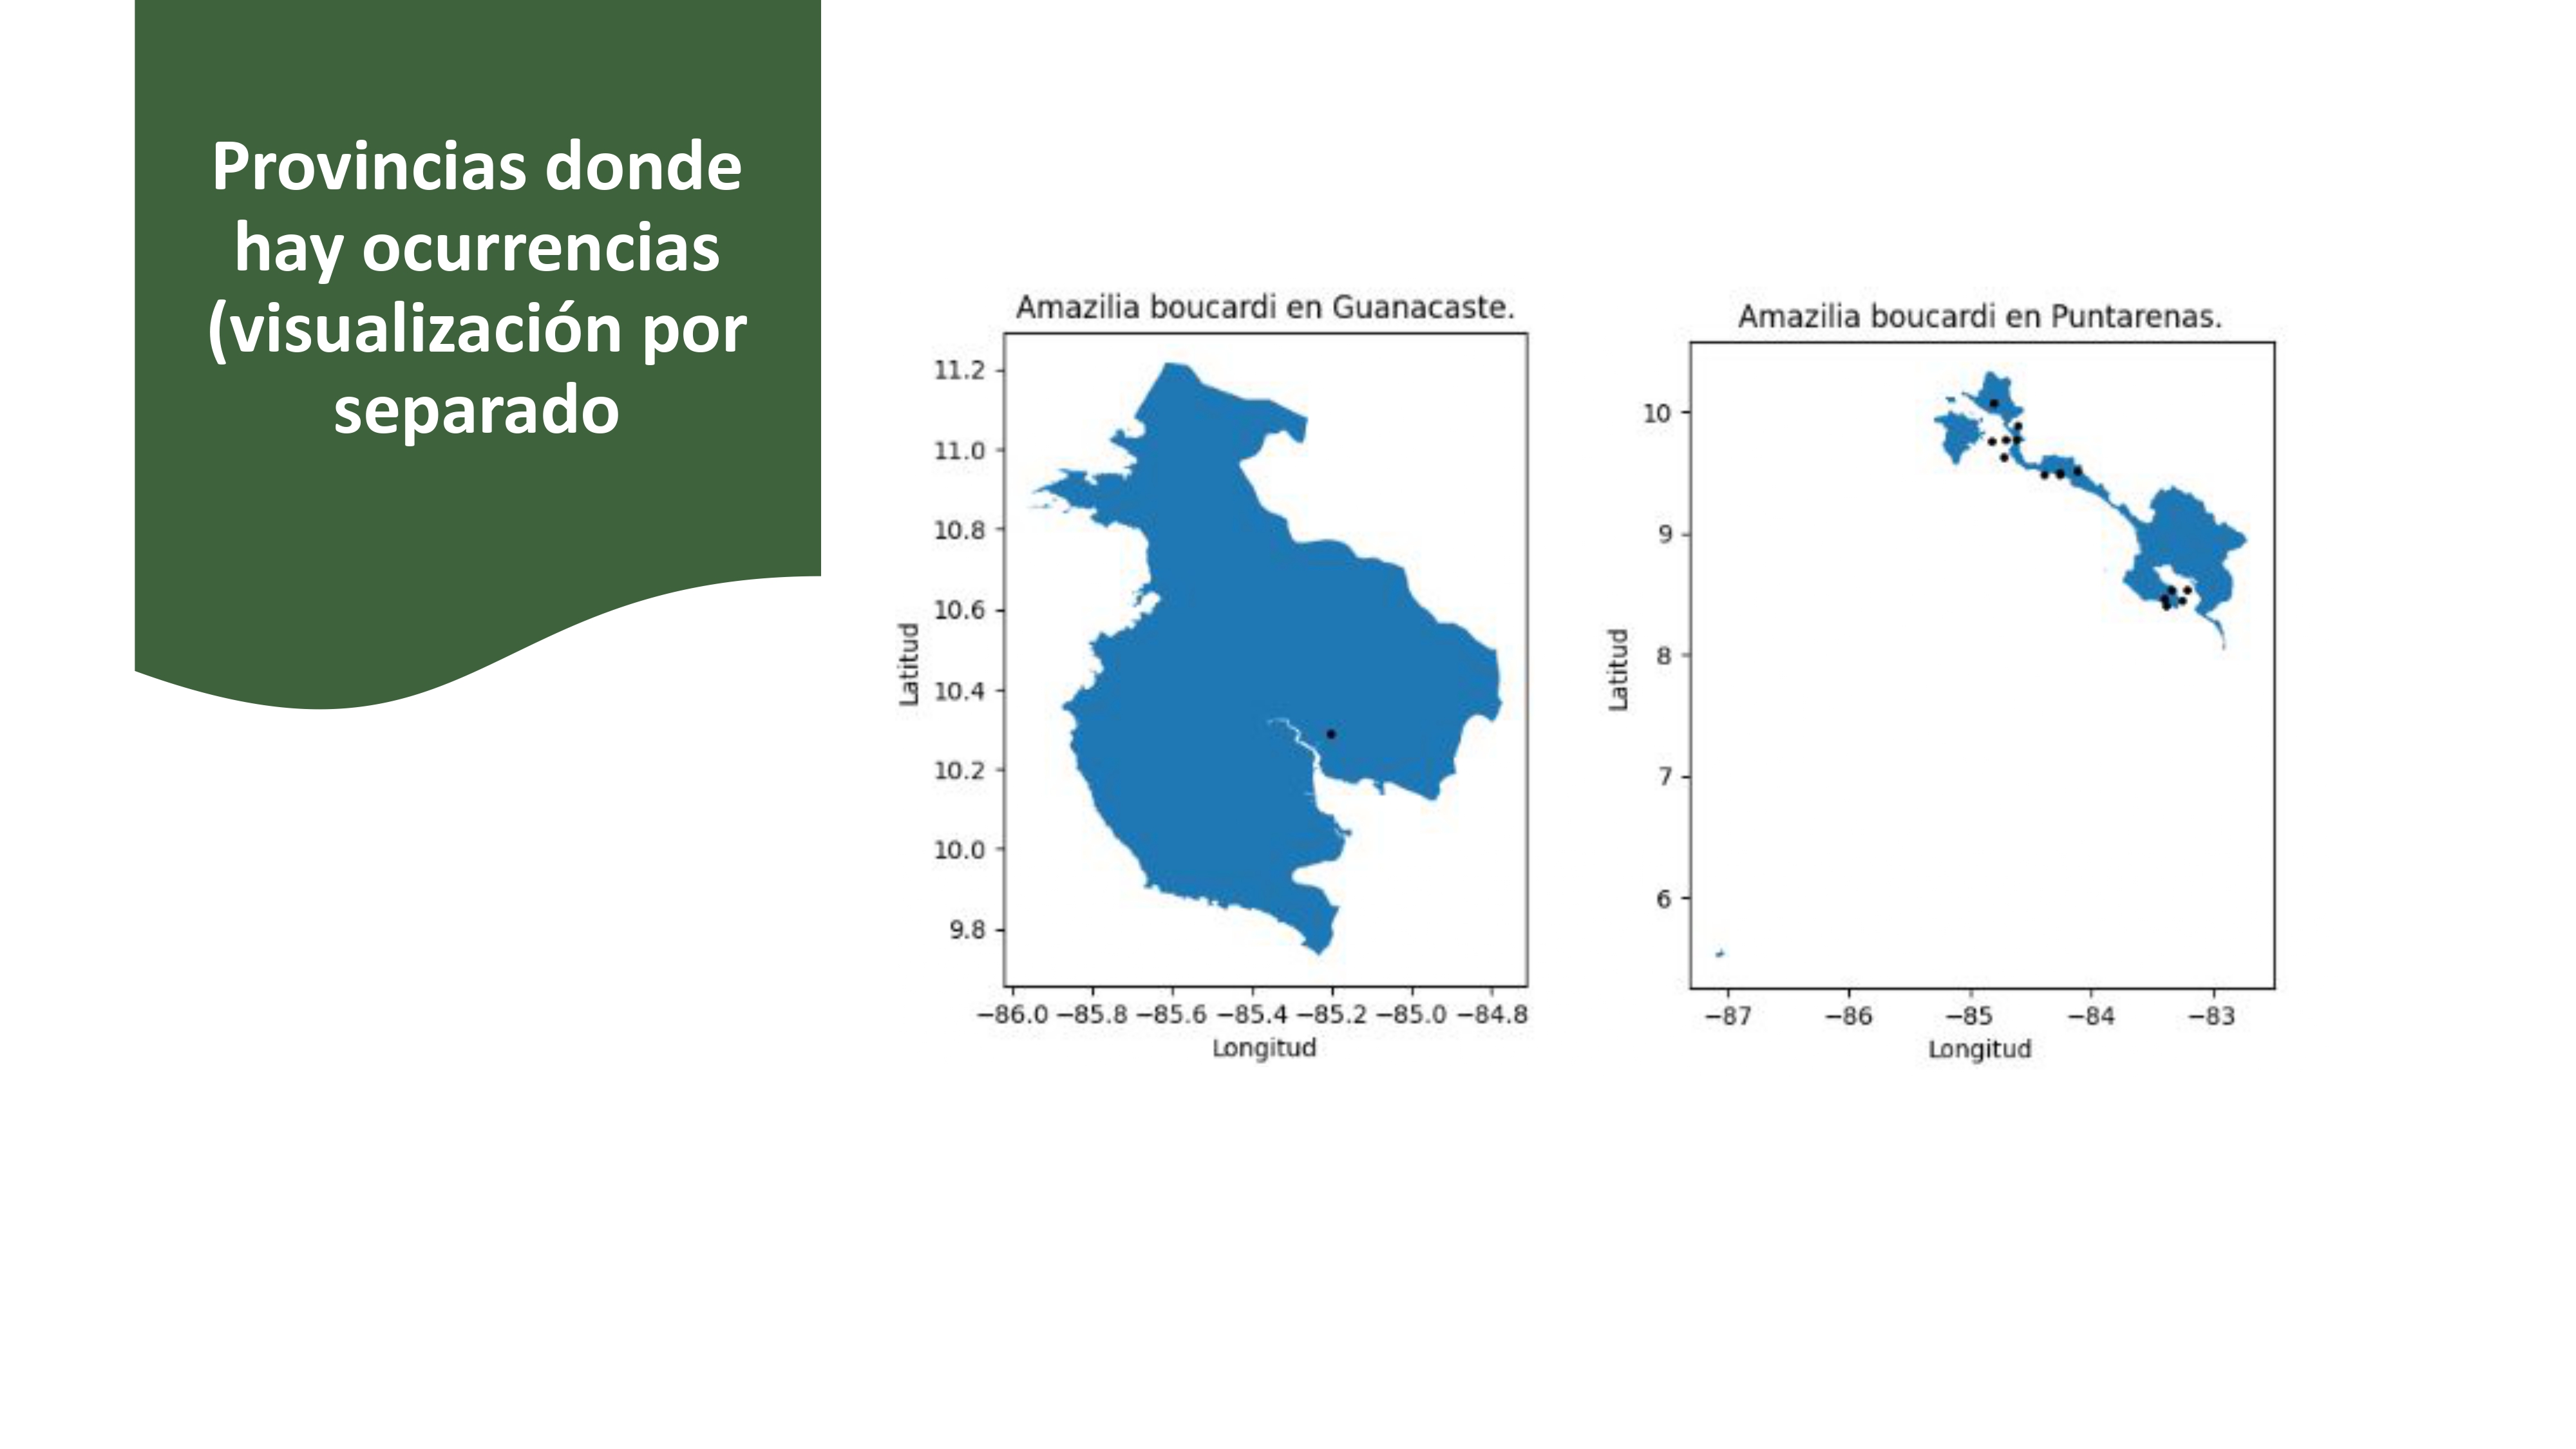 Provincias donde
hay ocurrencias
(visualización por
separado
Amazilia boucardi en Guanacaste.
11.2
11.0
10.8
10.6
10.4
10.2
10.0
9.8
Latitud
−86.0 −85.8 −85.6 −85.4 −85.2 −85.0 −84.8
Longitud
Amazilia boucardi en Puntarenas.
10
9
8
7
6
Latitud
−87 −86 −85 −84 −83
Longitud